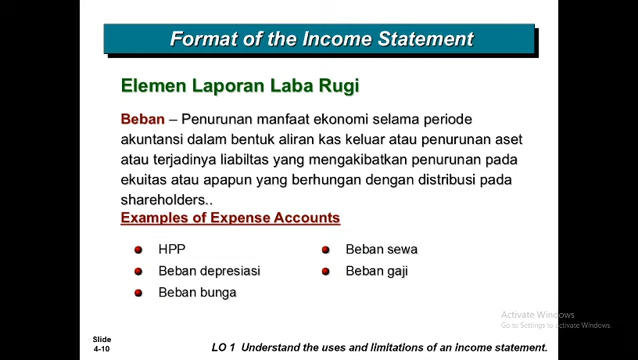 Format of the Income Statement
Elemen Laporan Laba Rugi
Beban – Penurunan manfaat ekonomi selama periode
akuntansi dalam bentuk aliran kas keluar atau penurunan aset
atau terjadinya liabiltas yang mengakibatkan penurunan pada
ekuitas atau apapun yang berhungan dengan distribusi pada
shareholders..
Examples of Expense Accounts
HPP
Beban depresiasi
Beban bunga
Beban sewa
Beban gaji
Activate Windows
Go to Settings to activate Windows.
Slide
4-10
LO 1 Understand the uses and limitations of an income statement.